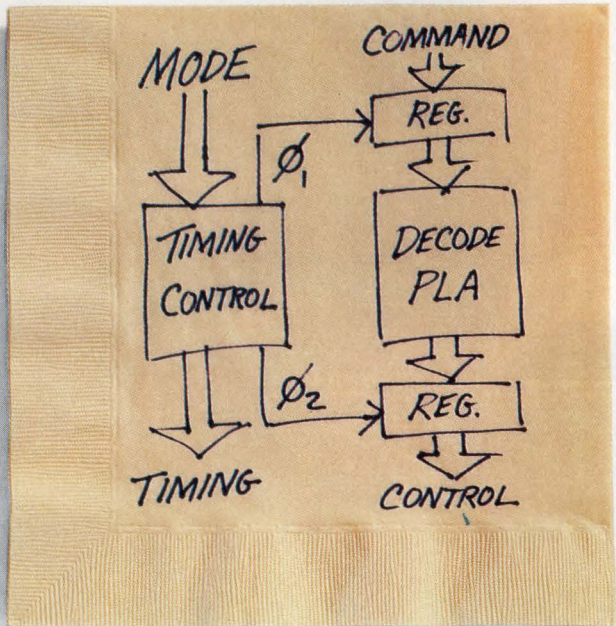 MODE
COMMAND
REG.
Ø₁
TIMING
CONTROL
DECODE
PLA
Ø₂
REG.
TIMING
CONTROL